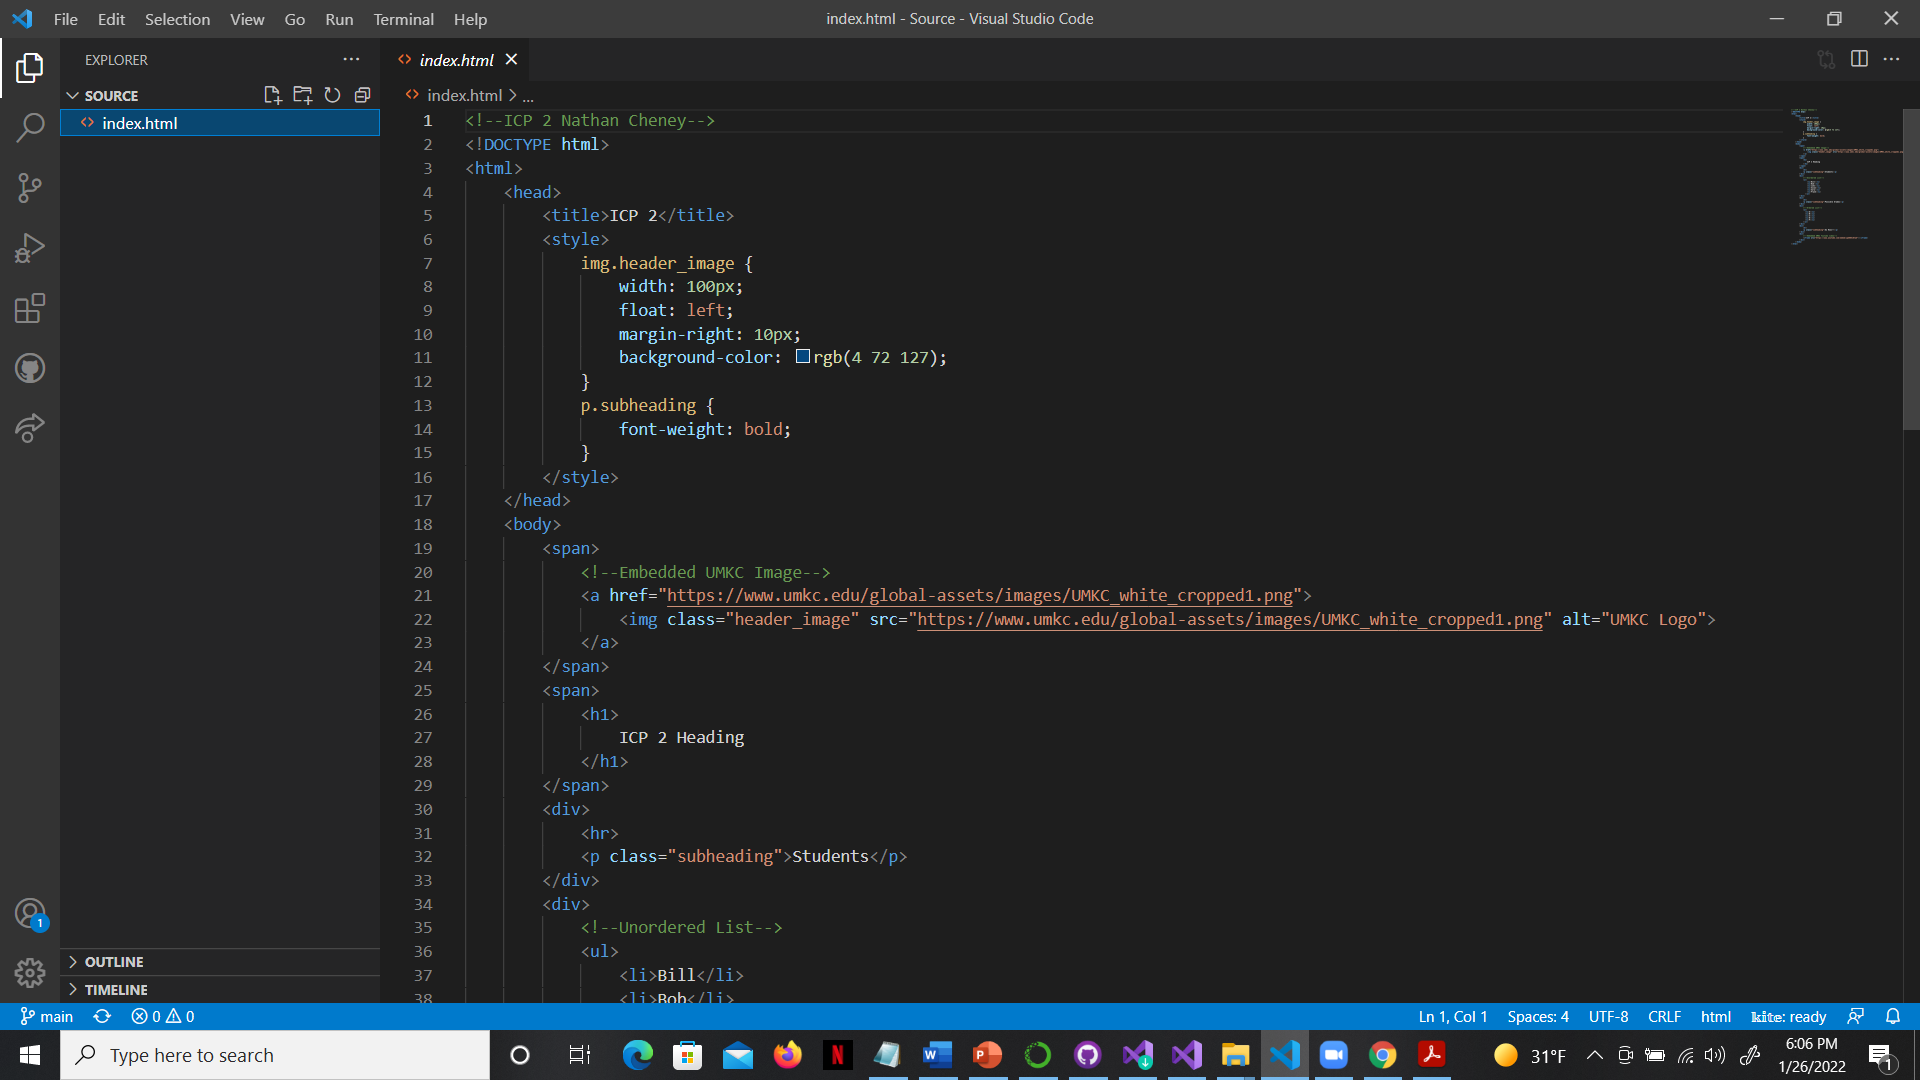 File Edit Selection View Go Run Terminal Help
index.html - Source - Visual Studio Code
EXPLORER
SOURCE
index.html
index.html
index.html > ...
1 <!--ICP 2 Nathan Cheney-->
2 <!DOCTYPE html>
3 <html>
4 <head>
5 <title>ICP 2</title>
6 <style>
7 img.header_image {
8 width: 100px;
9 float: left;
10 margin-right: 10px;
11 background-color: rgb(4 72 127);
12 }
13 p.subheading {
14 font-weight: bold;
15 }
16 </style>
17 </head>
18 <body>
19 <span>
20 <!--Embedded UMKC Image-->
21 <a href="https://www.umkc.edu/global-assets/images/UMKC_white_cropped1.png">
22 <img class="header_image" src="https://www.umkc.edu/global-assets/images/UMKC_white_cropped1.png" alt="UMKC Logo">
23 </a>
24 </span>
25 <span>
26 <h1>
27 ICP 2 Heading
28 </h1>
29 </span>
30 <div>
31 <hr>
32 <p class="subheading">Students</p>
33 </div>
34 <div>
35 <!--Unordered List-->
36 <ul>
37 <li>Bill</li>
38 <li>Bob</li>
OUTLINE
TIMELINE
1
main 0 0
Ln 1, Col 1 Spaces: 4 UTF-8 CRLF html kite: ready
Type here to search
31°F
6:06 PM
1/26/2022
1